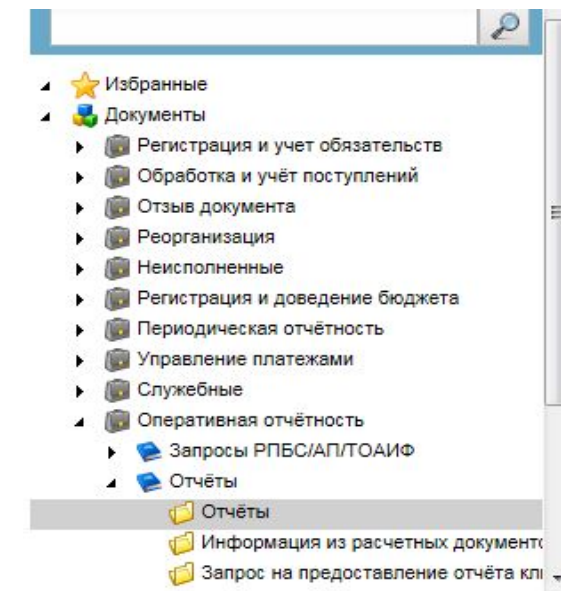 Избранные
Документы
Регистрация и учет обязательств
Обработка и учёт поступлений
Отзыв документа
Реорганизация
Неисполненные
Регистрация и доведение бюджета
Периодическая отчётность
Управление платежами
Служебные
Оперативная отчётность
Запросы РПБС/АП/ТОАИФ
Отчёты
Отчёты
Информация из расчетных документо
Запрос на предоставление отчёта кли